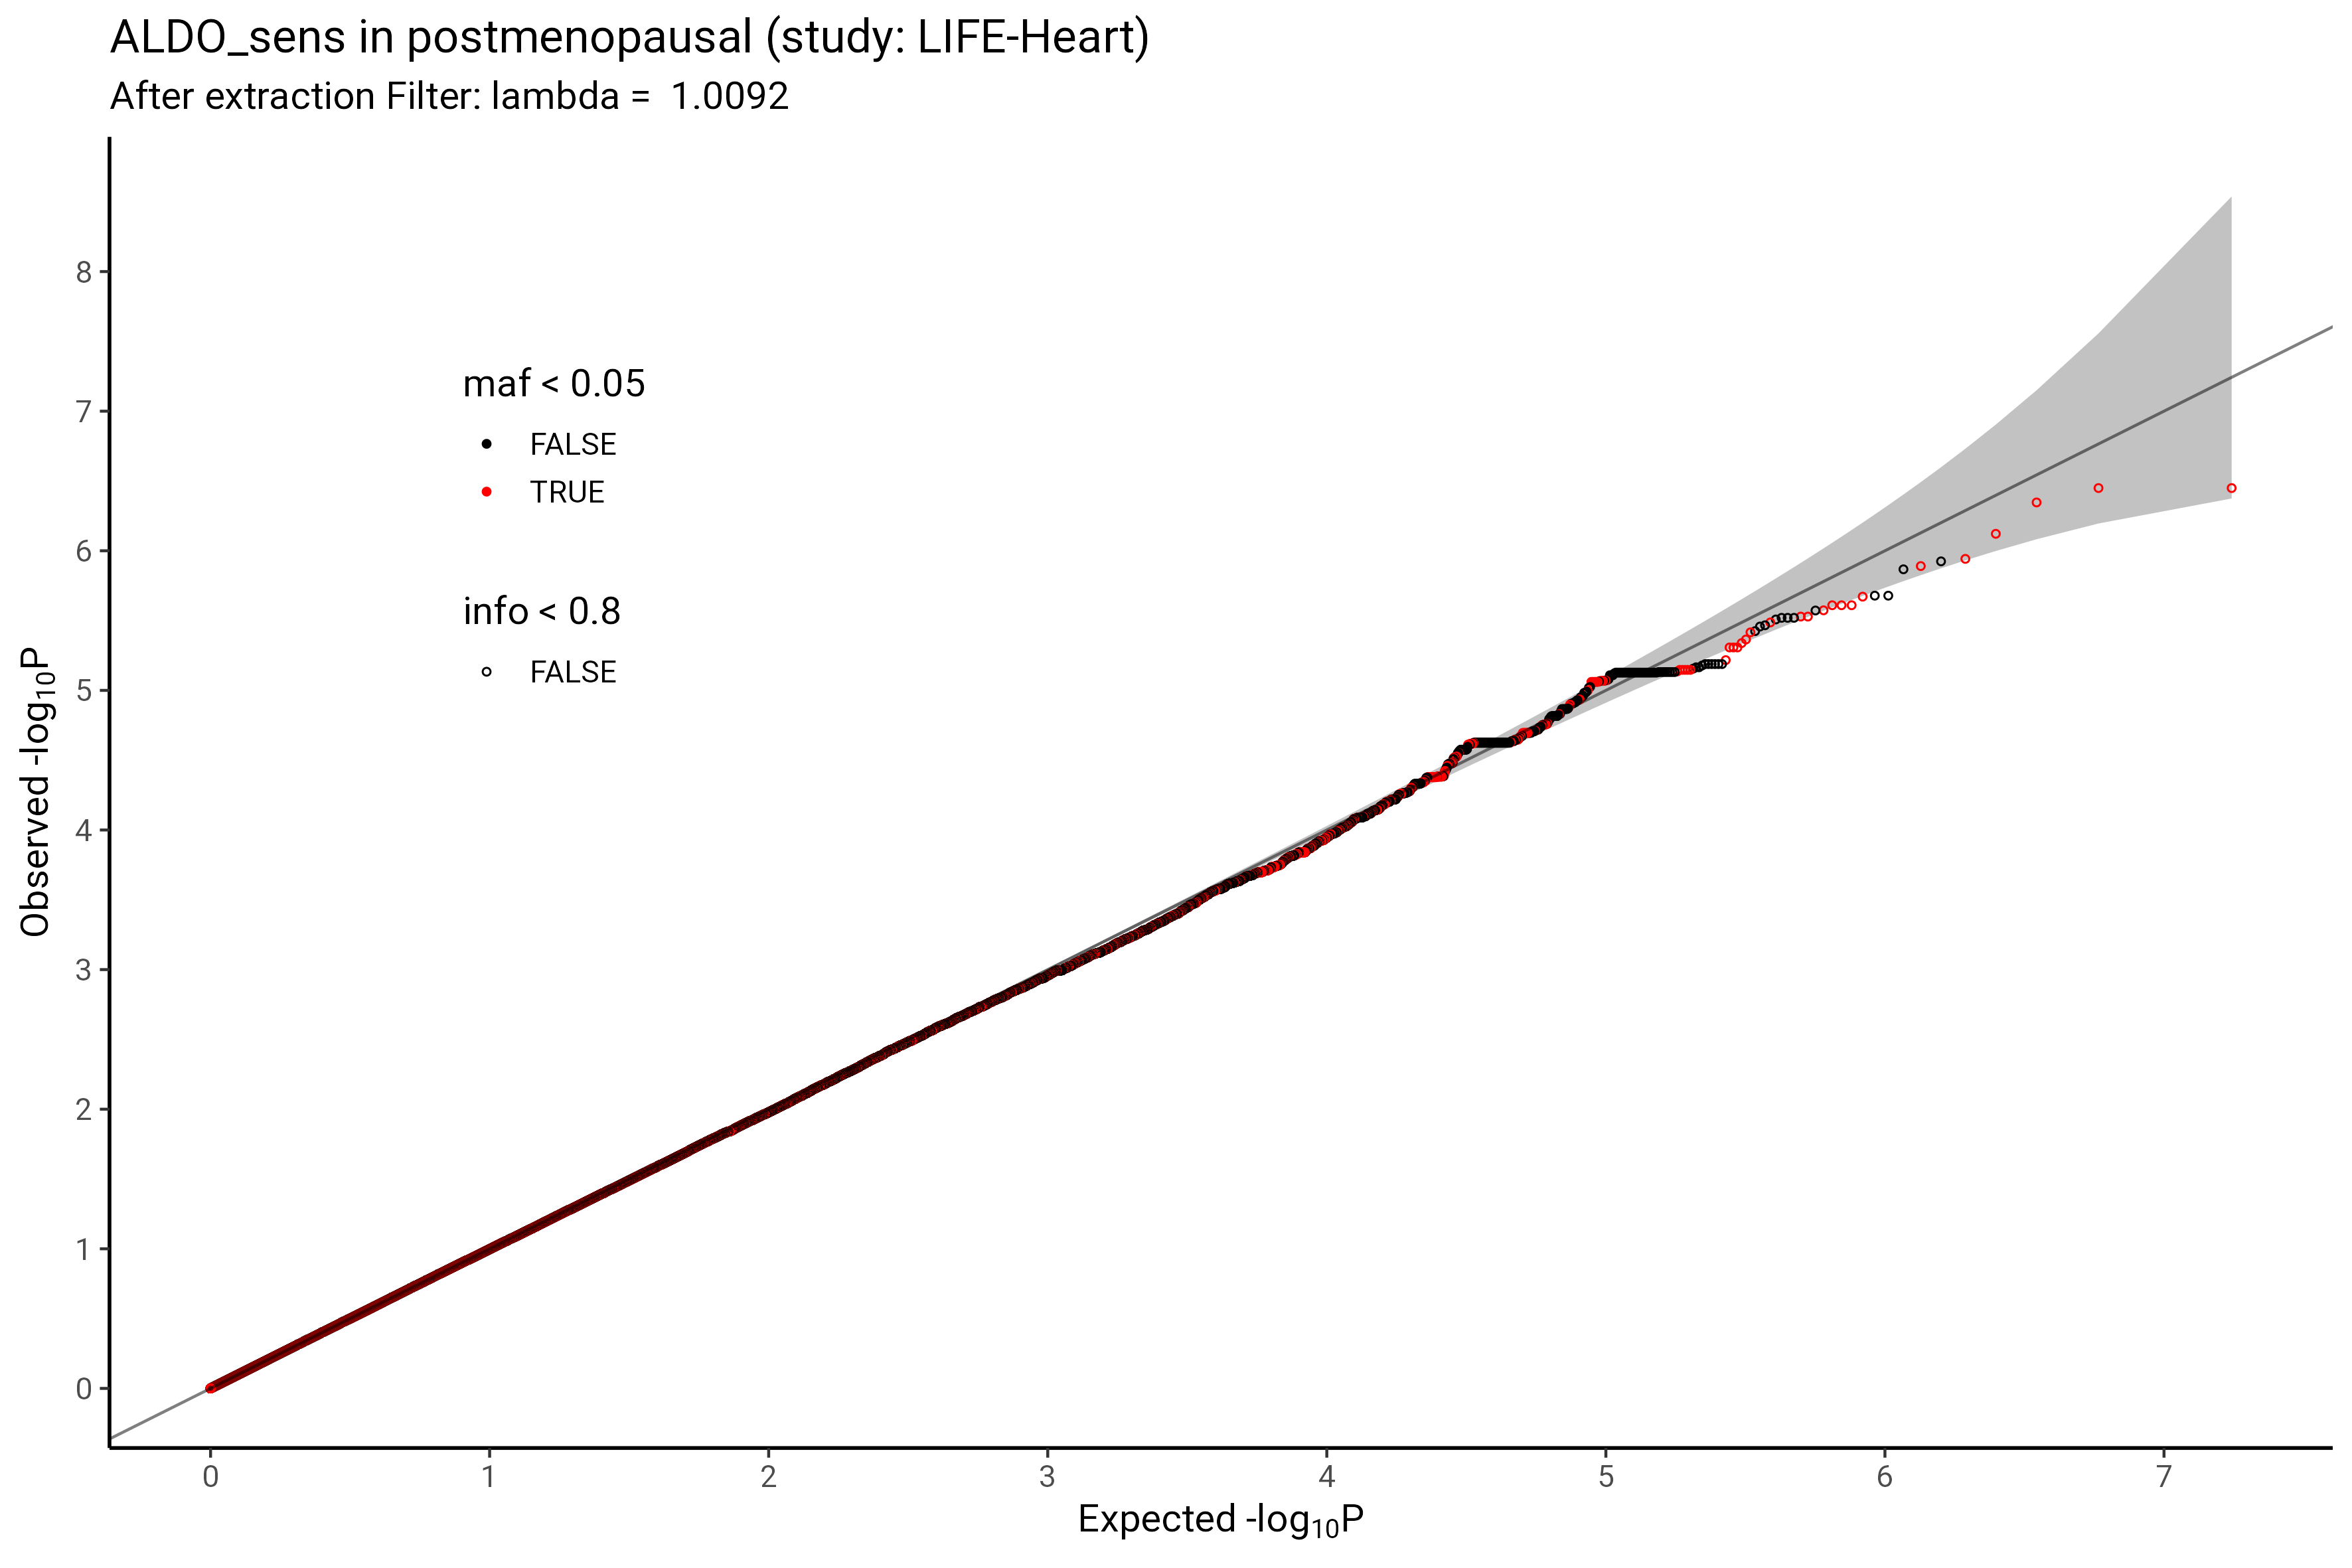 ALDO_sens in postmenopausal (study: LIFE-Heart)
After extraction Filter: lambda =  1.0092
Observed -log10P
8
7
6
5
4
3
2
1
0
maf < 0.05
FALSE
TRUE
info < 0.8
FALSE
0 1 2 3 4 5 6 7
Expected -log10P